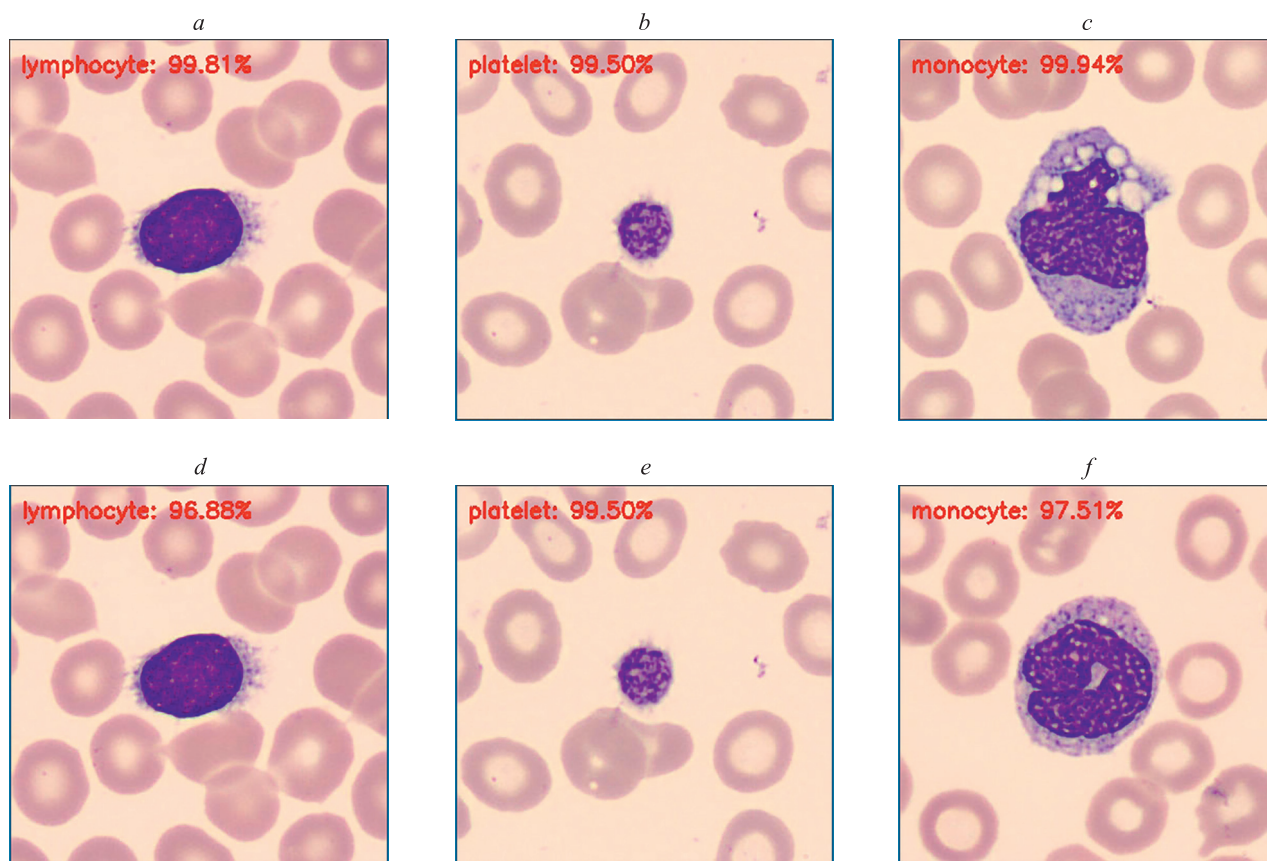 a
b
c
lymphocyte: 99.81%
platelet: 99.50%
monocyte: 99.94%
d
e
f
lymphocyte: 96.88%
platelet: 99.50%
monocyte: 97.51%